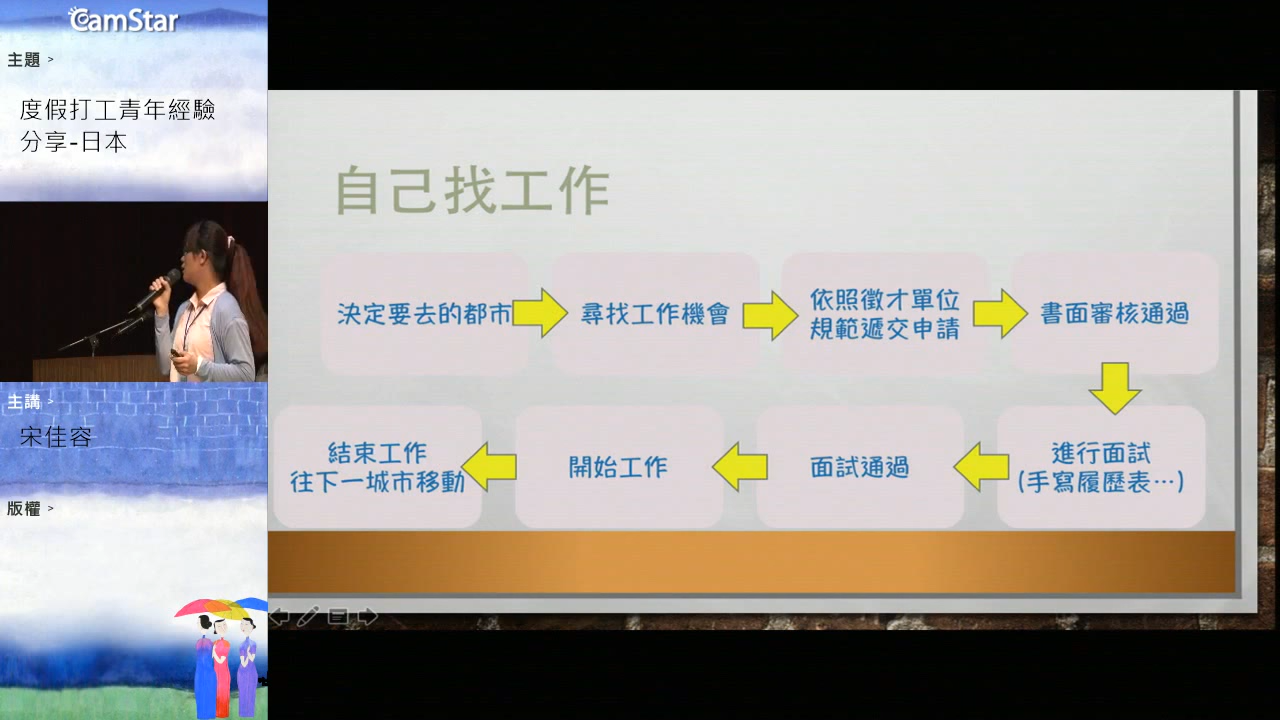 CamStar
主題 >
度假打工青年經驗
分享-日本
主講 >
宋佳容
版權 >
自己找工作
決定要去的都市
尋找工作機會
依照徵才單位
規範遞交申請
書面審核通過
進行面試
(手寫履歷表…)
面試通過
開始工作
結束工作
往下一城市移動